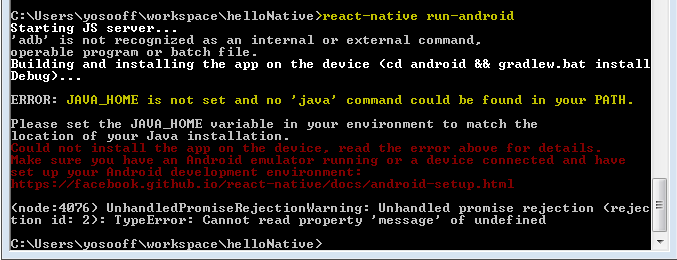 C:\Users\yosooff\workspace\helloNative>react-native run-android
Starting JS server...
'adb' is not recognized as an internal or external command,
operable program or batch file.
Building and installing the app on the device (cd android && gradlew.bat install
Debug)...
ERROR: JAVA_HOME is not set and no 'java' command could be found in your PATH.
Please set the JAVA_HOME variable in your environment to match the
location of your Java installation.
Could not install the app on the device, read the error above for details.
Make sure you have an Android emulator running or a device connected and have
set up your Android development environment:
https://facebook.github.io/react-native/docs/android-setup.html
(node:4076) UnhandledPromiseRejectionWarning: Unhandled promise rejection (rejec
tion id: 2): TypeError: Cannot read property 'message' of undefined
C:\Users\yosooff\workspace\helloNative>